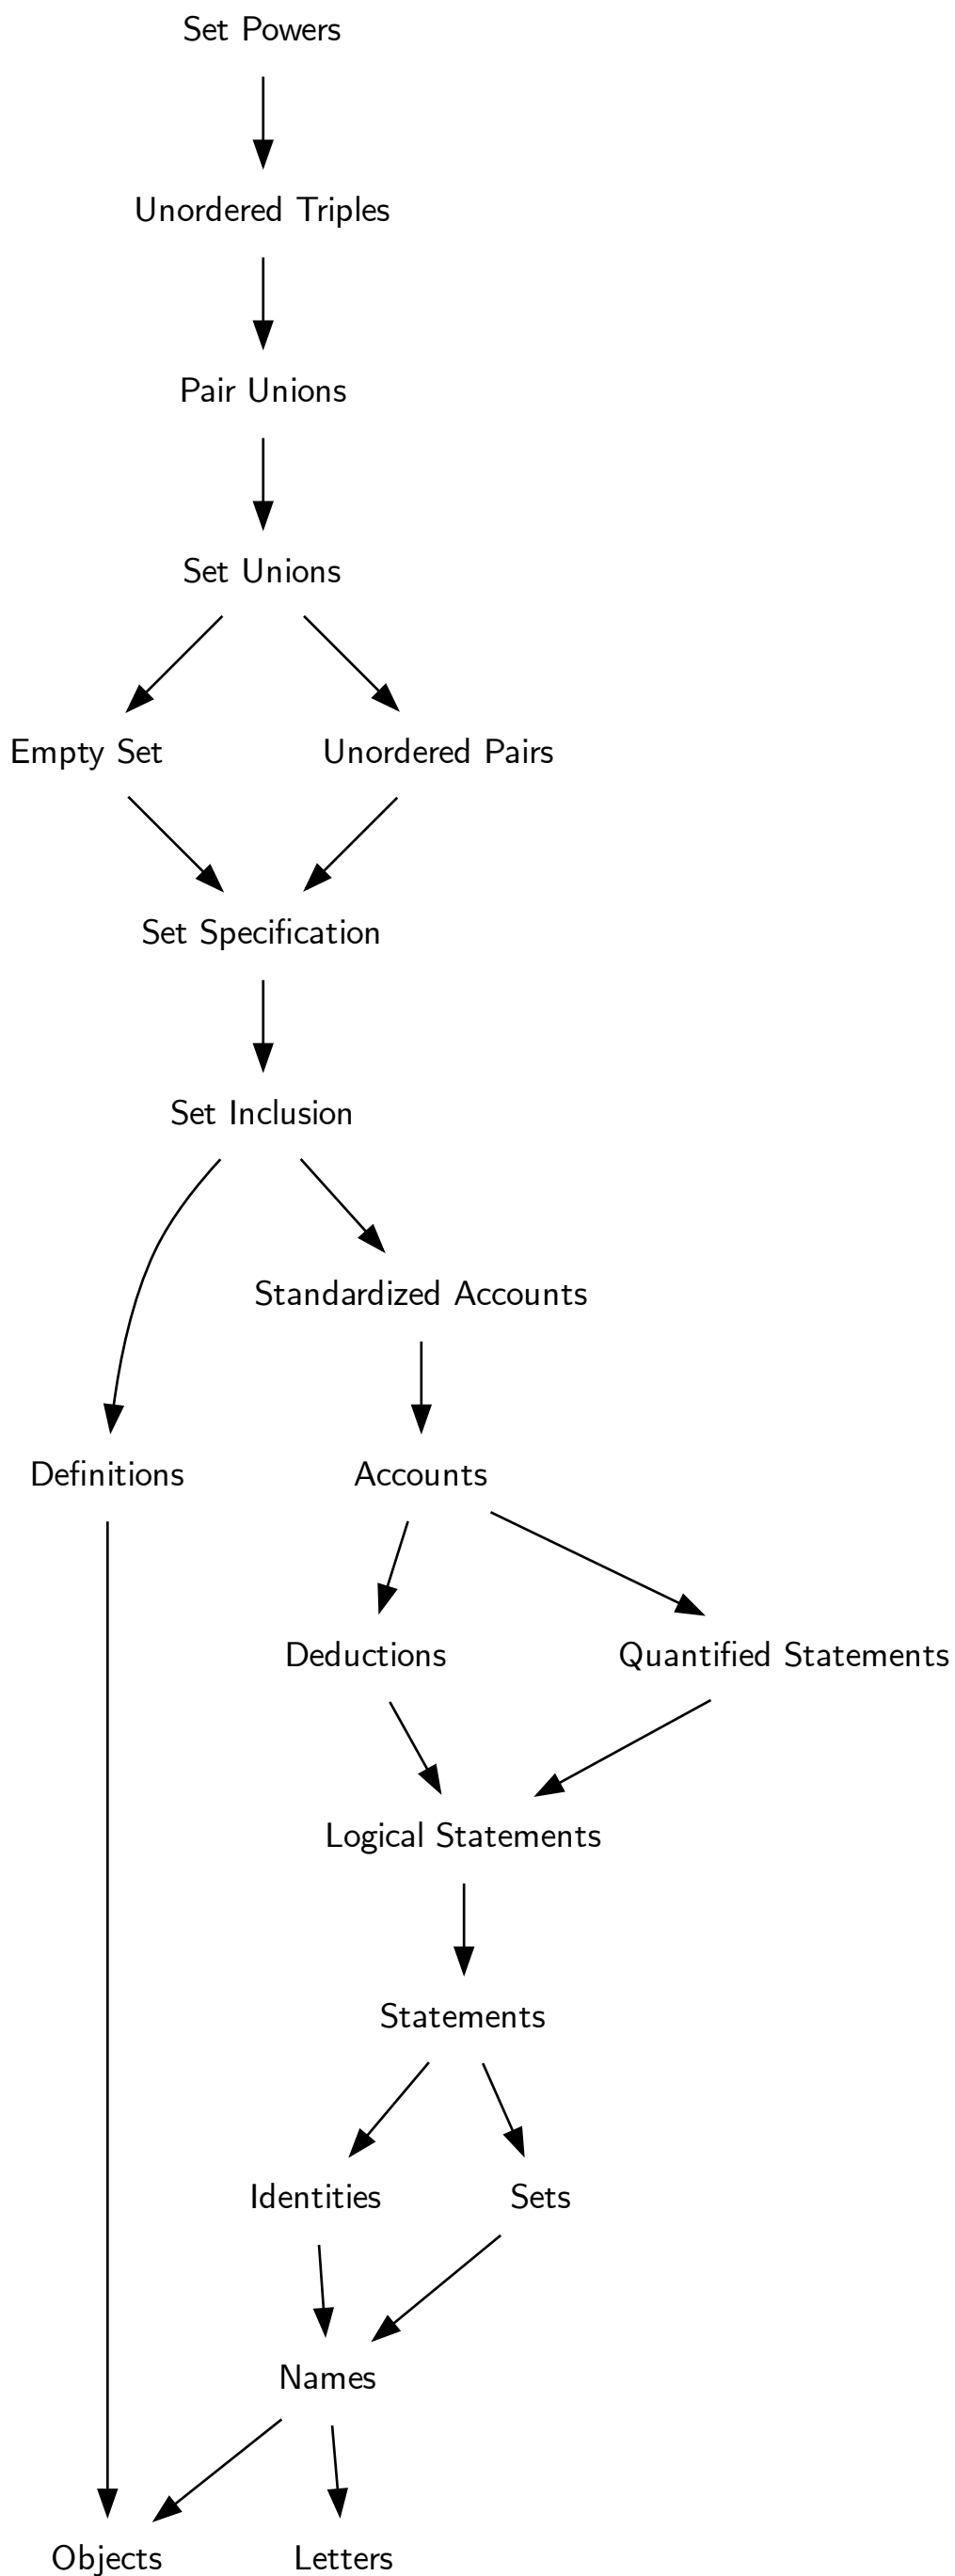 Set Powers
Unordered Triples
Pair Unions
Set Unions
Empty Set
Unordered Pairs
Set Specification
Set Inclusion
Standardized Accounts
Definitions
Accounts
Deductions
Quantified Statements
Logical Statements
Statements
Identities
Sets
Names
Objects
Letters